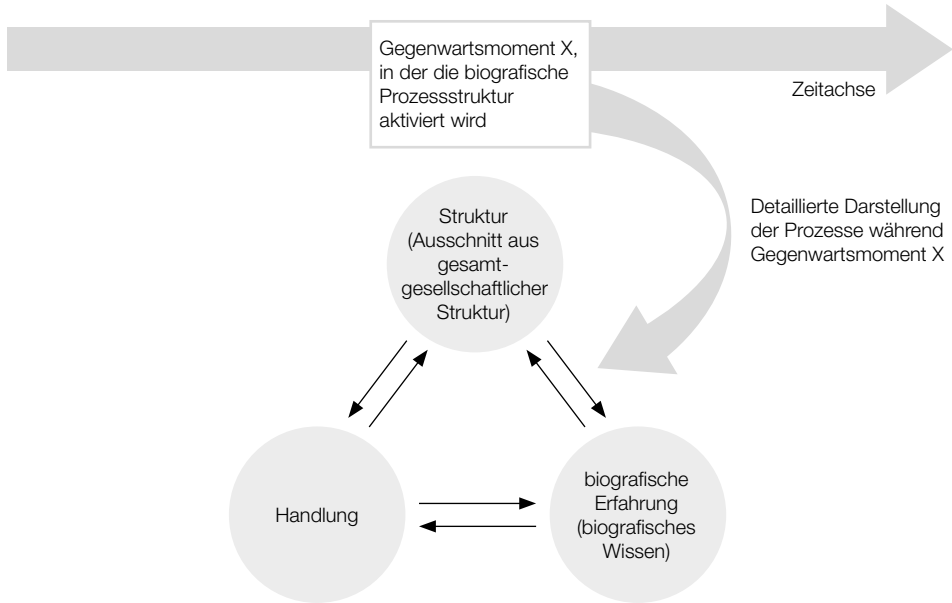 Gegenwartsmoment X,
in der die biografische
Prozessstruktur
aktiviert wird
Zeitachse
Detaillierte Darstellung
der Prozesse während
Gegenwartsmoment X
Struktur
(Ausschnitt aus
gesamt-
gesellschaftlicher
Struktur)
Handlung
biografische
Erfahrung
(biografisches
Wissen)